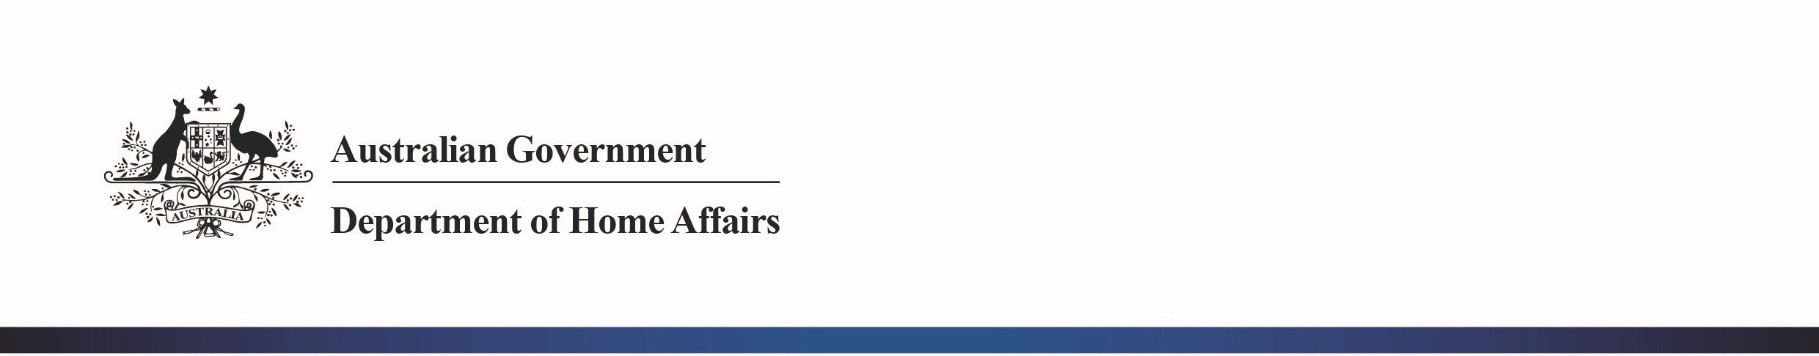 AUSTRALIA
Australian Government
Department of Home Affairs